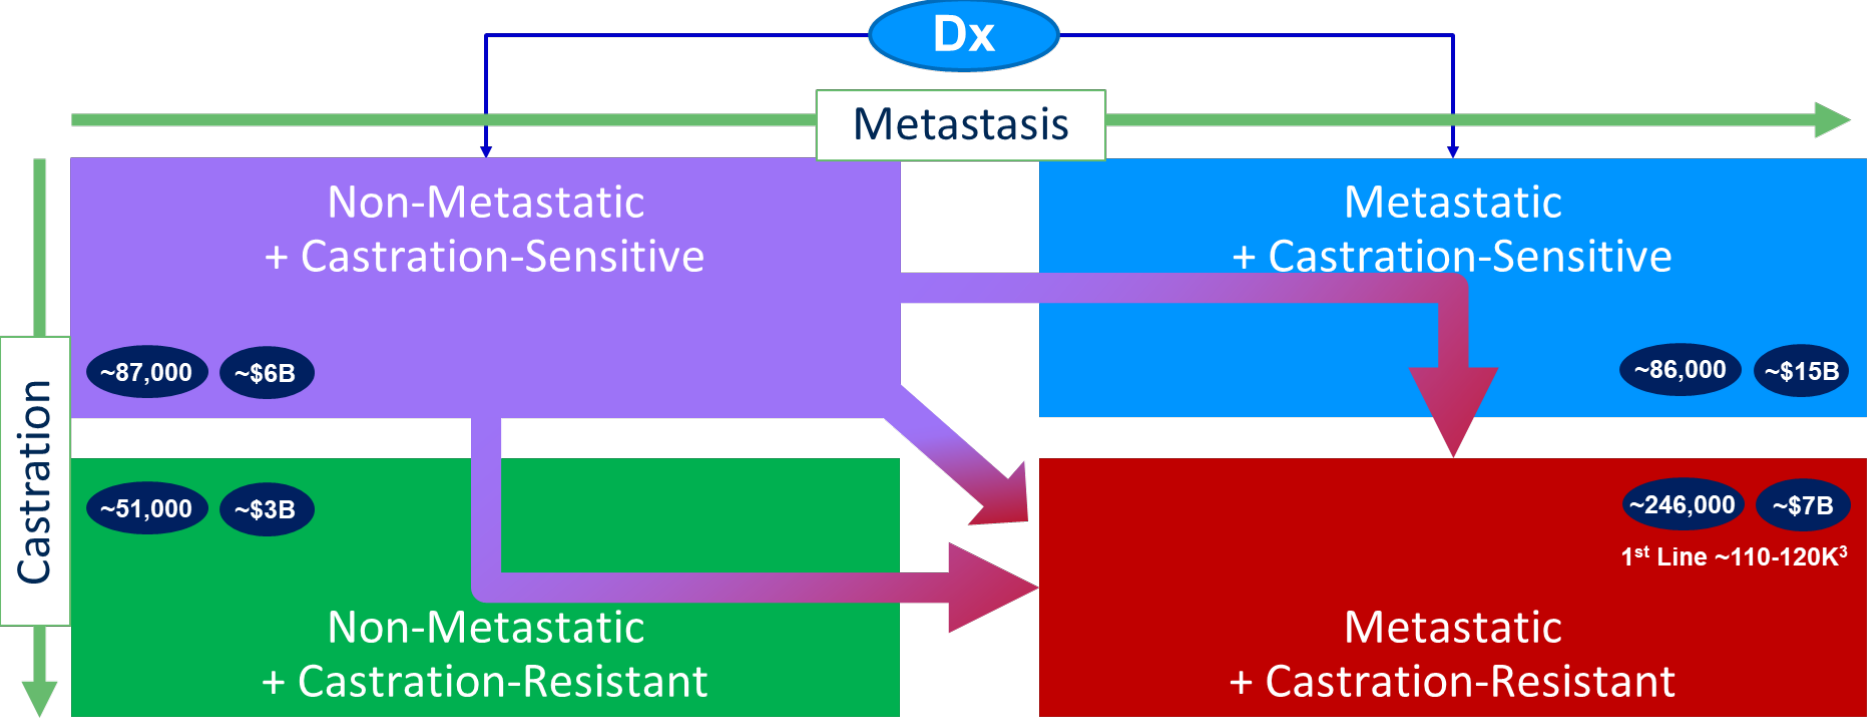 Dx
Metastasis
Castration
Non-Metastatic
+ Castration-Sensitive
~87,000 ~$6B
Metastatic
+ Castration-Sensitive
~86,000 ~$15B
~51,000 ~$3B
Non-Metastatic
+ Castration-Resistant
~246,000 ~$7B
1st Line ~110-120K3
Metastatic
+ Castration-Resistant